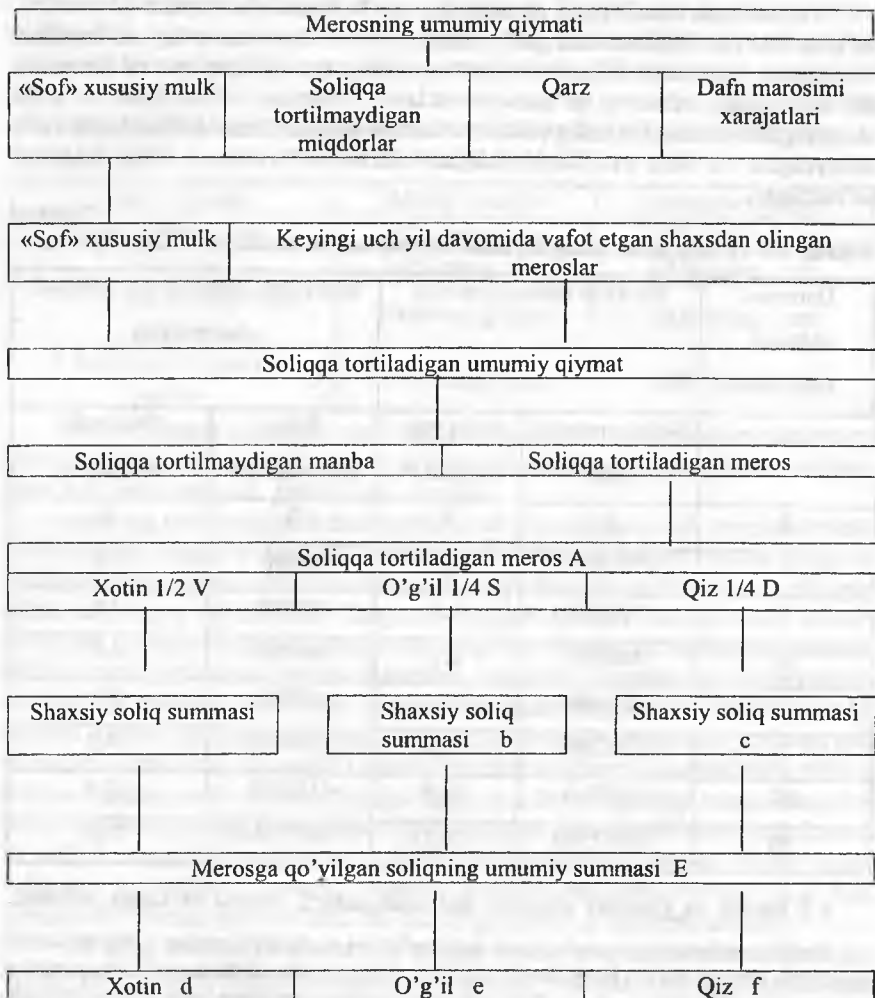 Merosning umumiy qiymati
«Sof» xususiy mulk
Soliqqa
tortilmaydigan
miqdorlar
Qarz
Dafn marosimi
xarajatlari
«Sof» xususiy mulk
Keyingi uch yil davomida vafot etgan shaxsdan olingan
meroslar
Soliqqa tortiladigan umumiy qiymat
Soliqqa tortilmaydigan manba
Soliqqa tortiladigan meros
Soliqqa tortiladigan meros A
Xotin 1/2 V
O'g'il 1/4 S
Qiz 1/4 D
Shaxsiy soliq summasi
Shaxsiy soliq
summasi b
Shaxsiy soliq summasi
c
Merosga qo'yilgan soliqning umumiy summasi E
Xotin d
O'g'il e
Qiz f